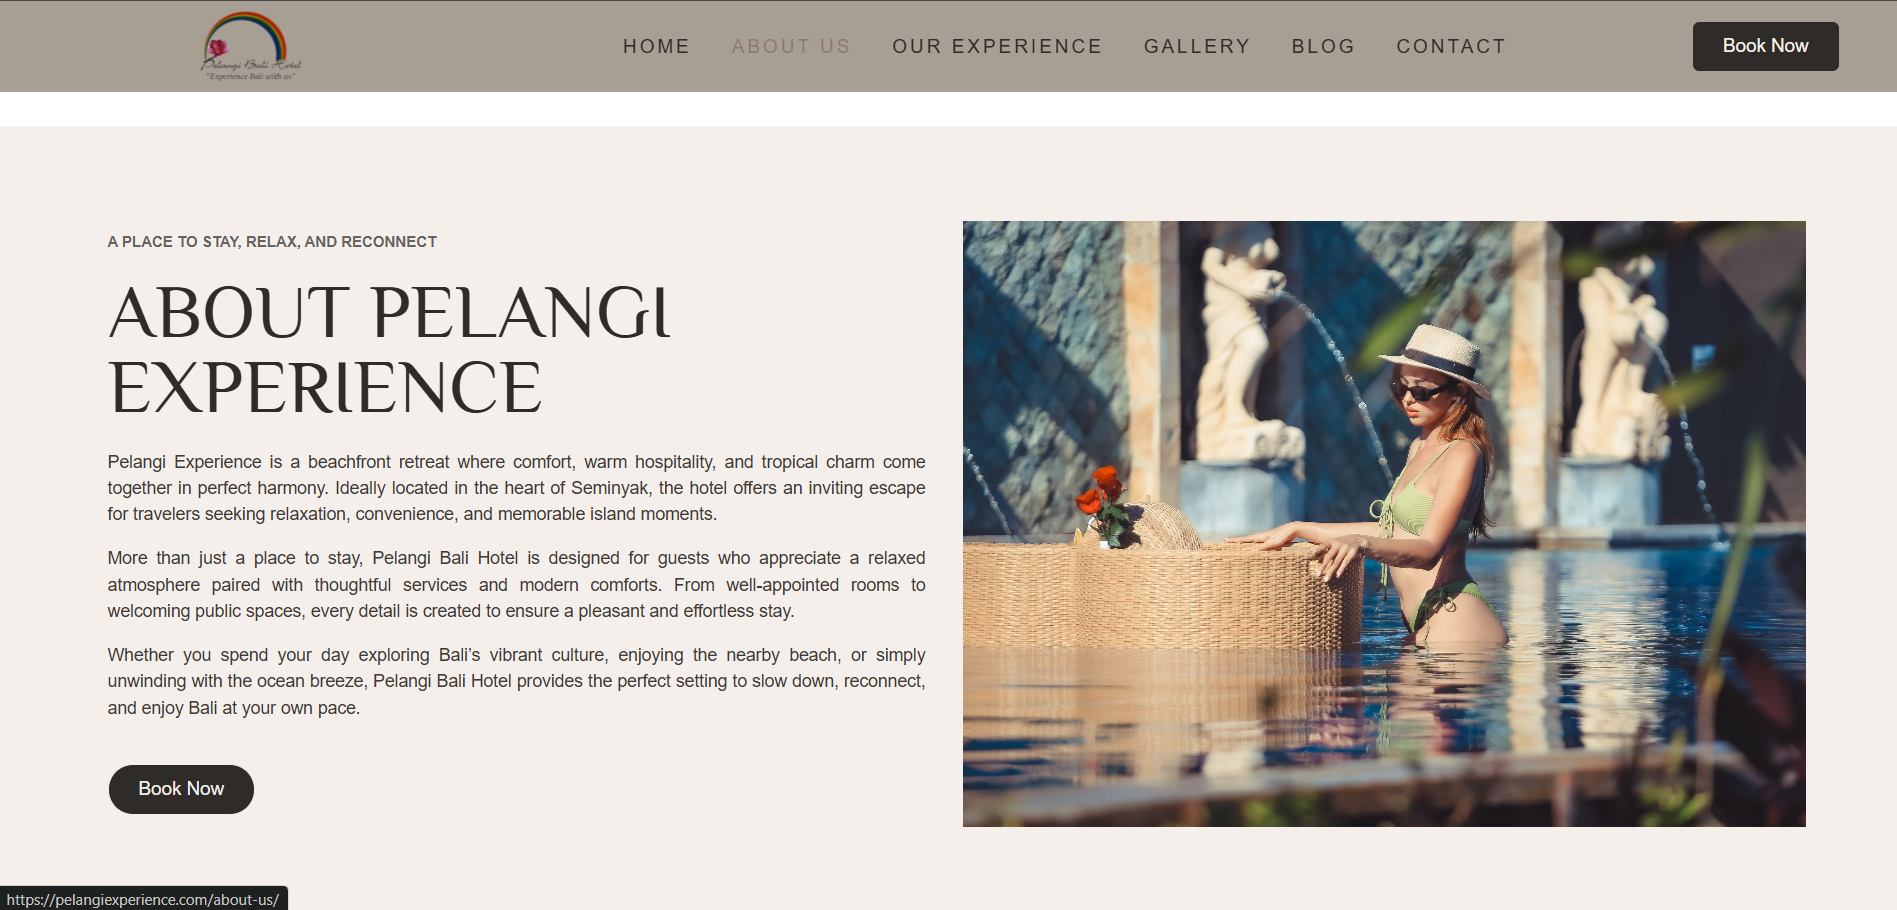 Pelangi Bali Hotel
"Experience Bali with us"
HOME
ABOUT US
OUR EXPERIENCE
GALLERY
BLOG
CONTACT
Book Now
A PLACE TO STAY, RELAX, AND RECONNECT
ABOUT PELANGI
EXPERIENCE
Pelangi Experience is a beachfront retreat where comfort, warm hospitality, and tropical charm come
together in perfect harmony. Ideally located in the heart of Seminyak, the hotel offers an inviting escape
for travelers seeking relaxation, convenience, and memorable island moments.
More than just a place to stay, Pelangi Bali Hotel is designed for guests who appreciate a relaxed
atmosphere paired with thoughtful services and modern comforts. From well-appointed rooms to
welcoming public spaces, every detail is created to ensure a pleasant and effortless stay.
Whether you spend your day exploring Bali’s vibrant culture, enjoying the nearby beach, or simply
unwinding with the ocean breeze, Pelangi Bali Hotel provides the perfect setting to slow down, reconnect,
and enjoy Bali at your own pace.
Book Now
https://pelangiexperience.com/about-us/